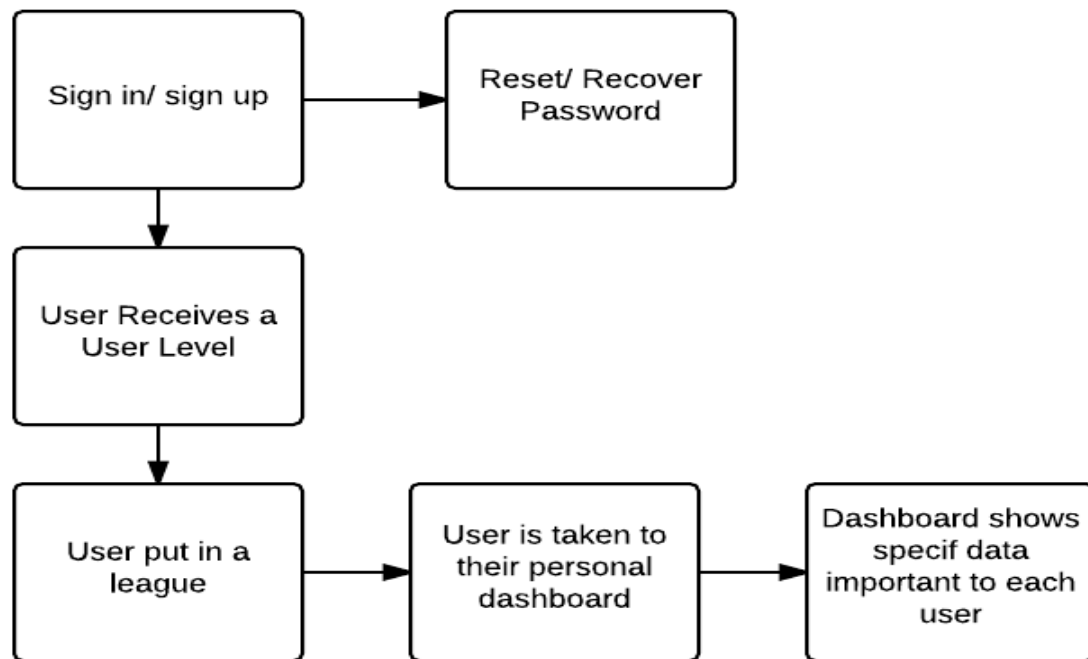 Sign in/ sign up
Reset/ Recover
Password
User Receives a
User Level
User put in a
league
User is taken to
their personal
dashboard
Dashboard shows
specif data
important to each
user